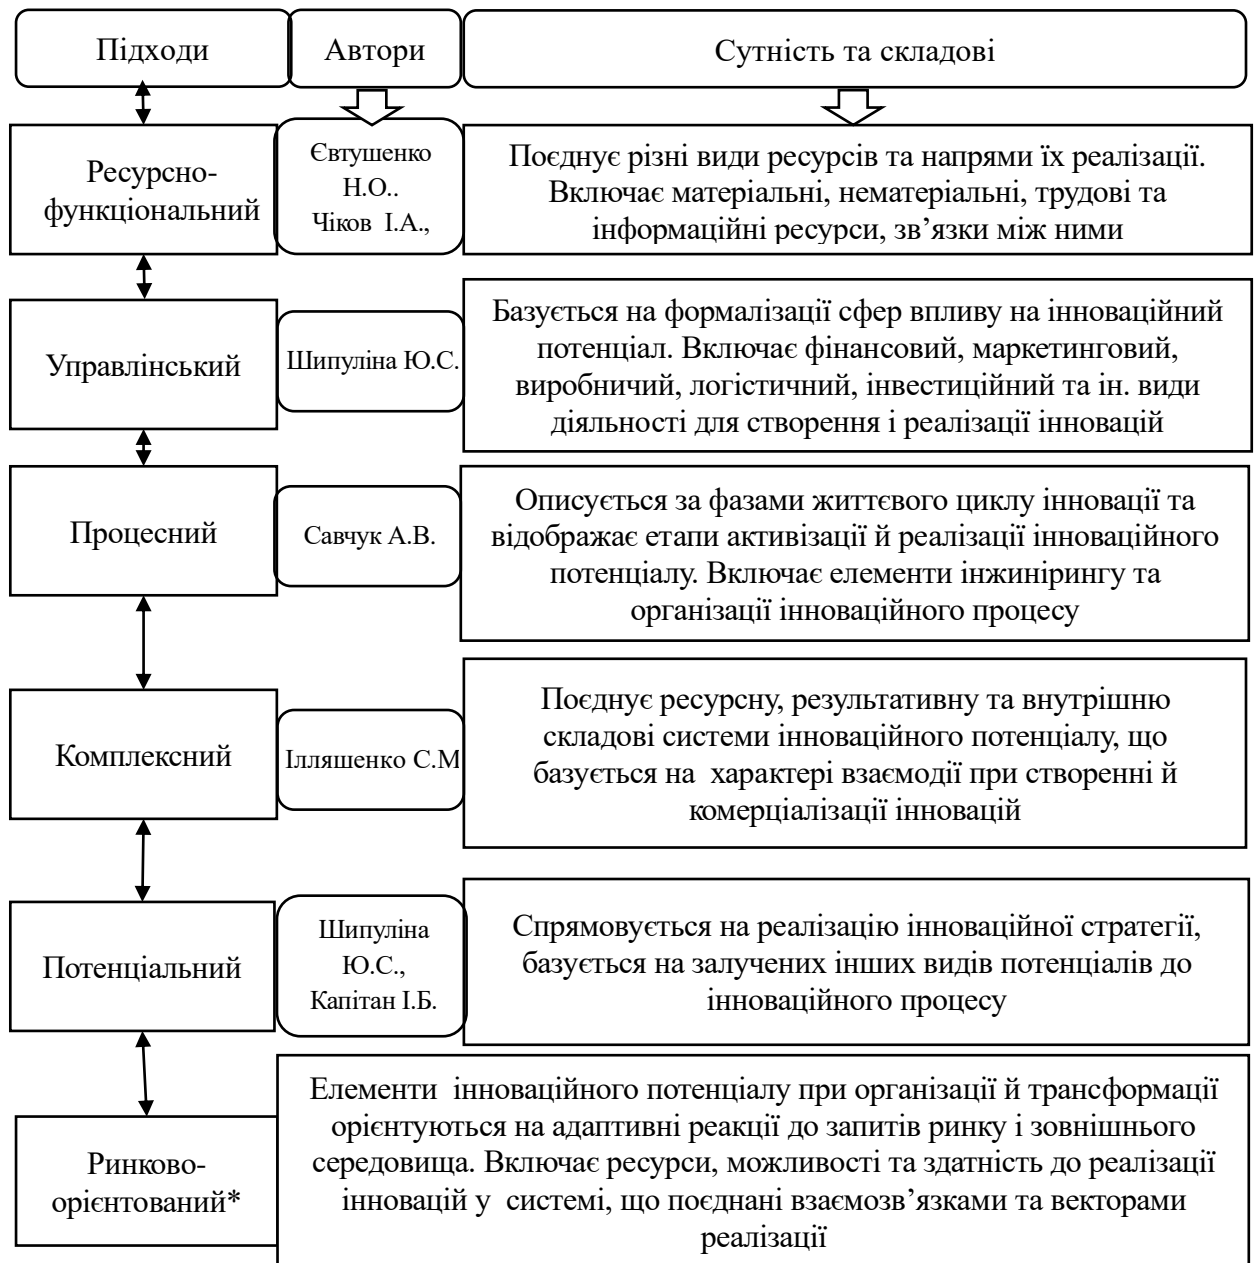 Підходи
Автори
Сутність та складові
Ресурсно-
функціональний
Євтушенко
Н.О..
Чіков І.А.,
Поєднує різні види ресурсів та напрями їх реалізації.
Включає матеріальні, нематеріальні, трудові та
інформаційні ресурси, зв’язки між ними
Управлінський
Шипуліна Ю.С.
Базується на формалізації сфер впливу на інноваційний
потенціал. Включає фінансовий, маркетинговий,
виробничий, логістичний, інвестиційний та ін. види
діяльності для створення і реалізації інновацій
Процесний
Савчук А.В.
Описується за фазами життєвого циклу інновації та
відображає етапи активізації й реалізації інноваційного
потенціалу. Включає елементи інжинірингу та
організації інноваційного процесу
Комплексний
Ілляшенко С.М
Поєднує ресурсну, результативну та внутрішню
складові системи інноваційного потенціалу, що
базується на характері взаємодії при створенні й
комерціалізації інновацій
Потенціальний
Шипуліна
Ю.С.,
Капітан І.Б.
Спрямовується на реалізацію інноваційної стратегії,
базується на залучених інших видів потенціалів до
інноваційного процесу
Ринково-
орієнтований*
Елементи інноваційного потенціалу при організації й трансформації
орієнтуються на адаптивні реакції до запитів ринку і зовнішнього
середовища. Включає ресурси, можливості та здатність до реалізації
інновацій у системі, що поєднані взаємозв’язками та векторами
реалізації